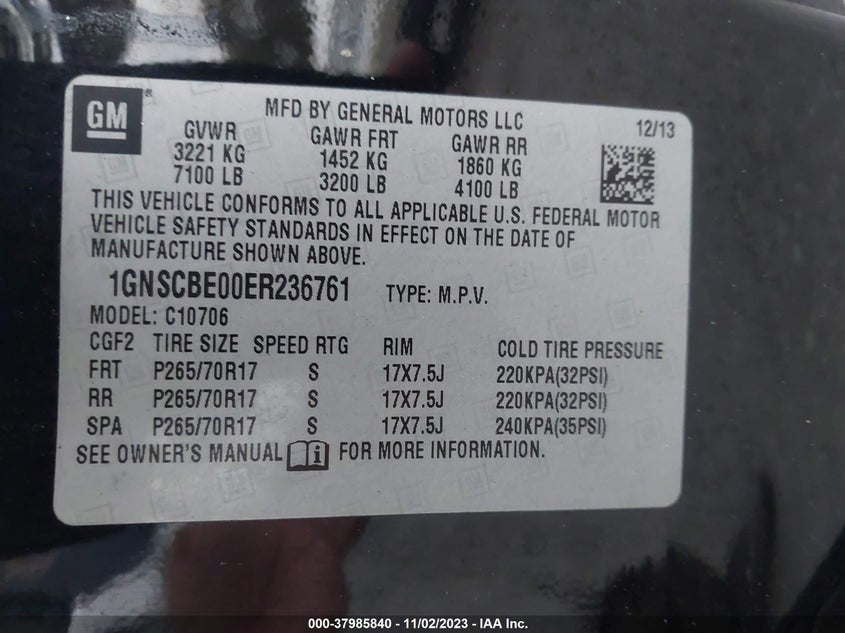 GM ®
MFD BY GENERAL MOTORS LLC
12/13
GVWR GAWR FRT GAWR RR
3221 KG 1452 KG 1860 KG
7100 LB 3200 LB 4100 LB
THIS VEHICLE CONFORMS TO ALL APPLICABLE U.S. FEDERAL MOTOR
VEHICLE SAFETY STANDARDS IN EFFECT ON THE DATE OF
MANUFACTURE SHOWN ABOVE.
1GNSCBE00ER236761 TYPE: M.P.V.
MODEL: C10706
CGF2 TIRE SIZE SPEED RTG RIM COLD TIRE PRESSURE
FRT P265/70R17 S 17X7.5J 220KPA(32PSI)
RR P265/70R17 S 17X7.5J 220KPA(32PSI)
SPA P265/70R17 S 17X7.5J 240KPA(35PSI)
SEE OWNER'S MANUAL i FOR MORE INFORMATION.
000-37985840 - 11/02/2023 - IAA Inc.